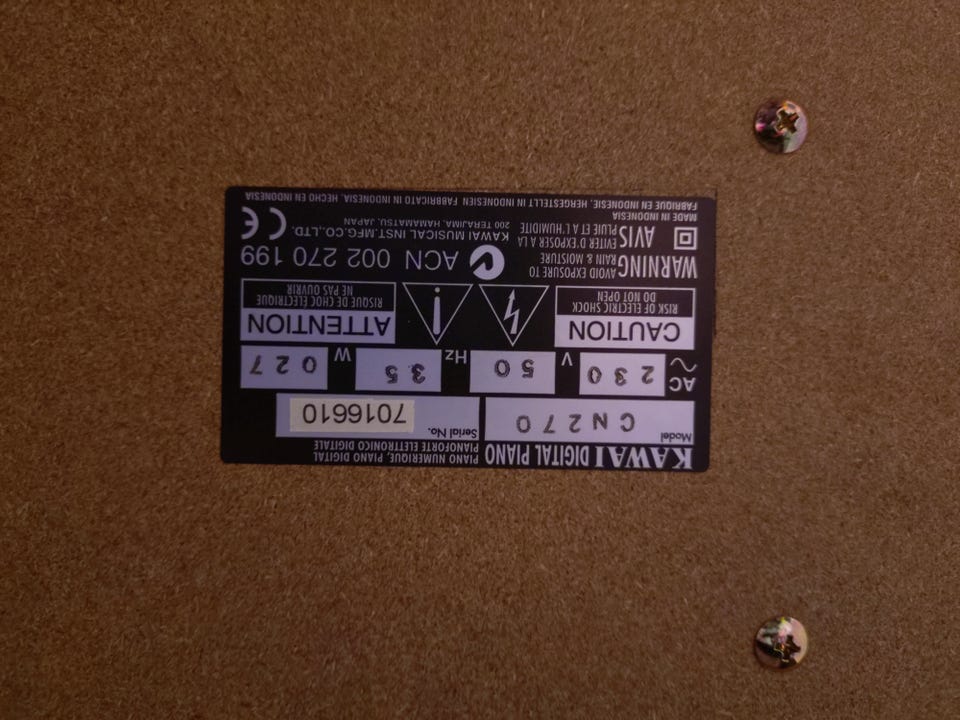 KAWAI DIGITAL PIANO PIANO NUMERIQUE, PIANO DIGITAL
PIANOFORTE ELETTRONICO DIGITALE
Model CN270 Serial No. 7016610
AC ~ 230 V 50 Hz 35 W 027
CAUTION
RISK OF ELECTRIC SHOCK
DO NOT OPEN
ATTENTION
RISQUE DE CHOC ELECTRIQUE
NE PAS OUVRIR
WARNING AVOID EXPOSURE TO
RAIN & MOISTURE
AVIS EVITER D'EXPOSER A LA
PLUIE ET A L'HUMIDITE
ACN 002 270 199
KAWAI MUSICAL INST.MFG.CO.,LTD.
200 TERAJIMA, HAMAMATSU, JAPAN
CE
MADE IN INDONESIA
FABRIQUE EN INDONESIE, HERGESTELLT IN INDONESIEN FABBRICATO IN INDONESIA, HECHO EN INDONESIA